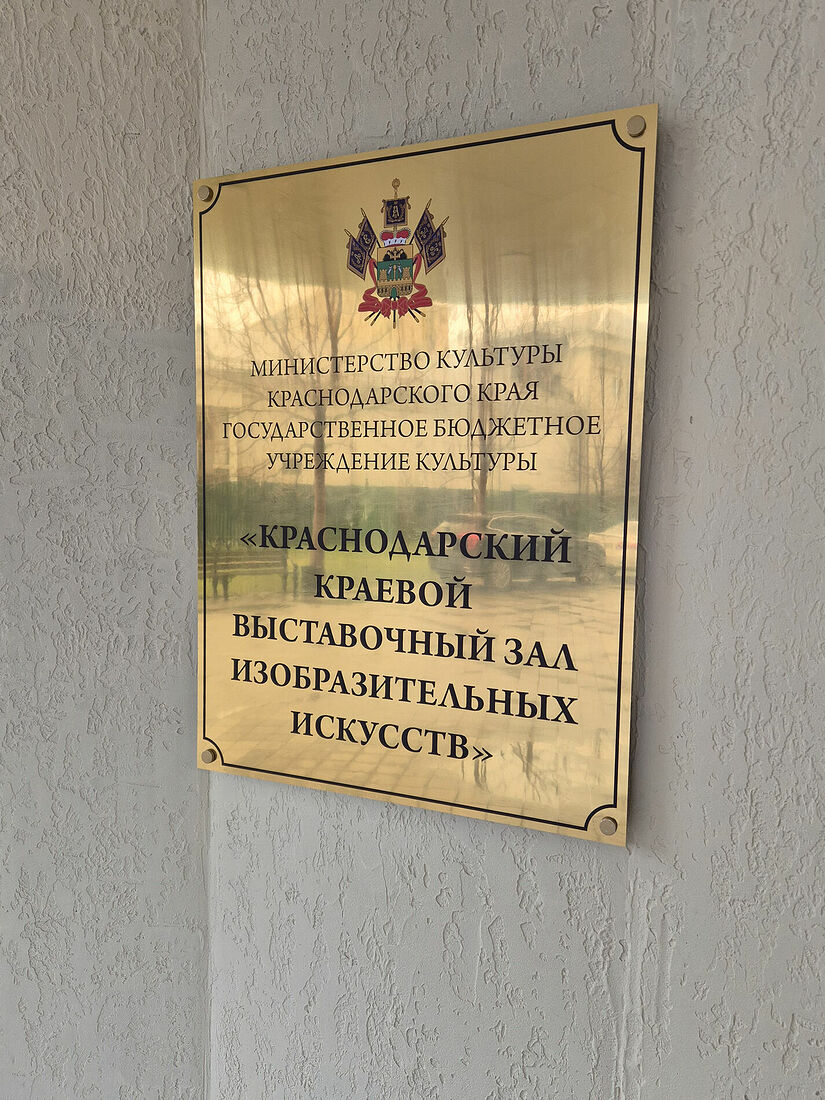 МИНИСТЕРСТВО КУЛЬТУРЫ
КРАСНОДАРСКОГО КРАЯ
ГОСУДАРСТВЕННОЕ БЮДЖЕТНОЕ
УЧРЕЖДЕНИЕ КУЛЬТУРЫ
«КРАСНОДАРСКИЙ
КРАЕВОЙ
ВЫСТАВОЧНЫЙ ЗАЛ
ИЗОБРАЗИТЕЛЬНЫХ
ИСКУССТВ»